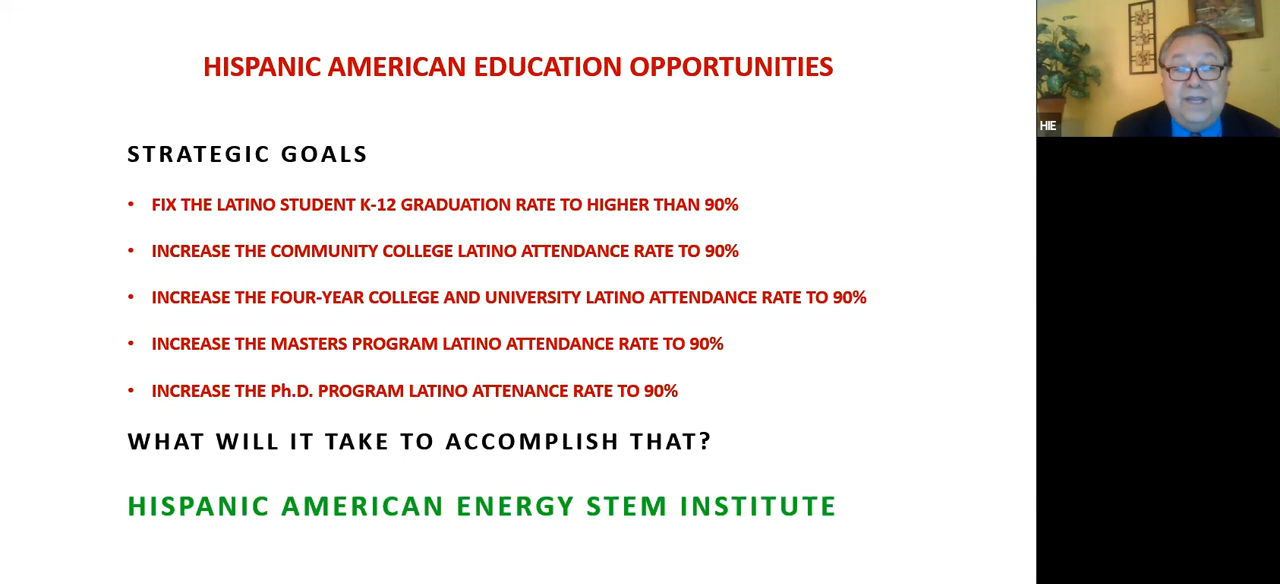 HISPANIC AMERICAN EDUCATION OPPORTUNITIES
STRATEGIC GOALS
• FIX THE LATINO STUDENT K-12 GRADUATION RATE TO HIGHER THAN 90%
• INCREASE THE COMMUNITY COLLEGE LATINO ATTENDANCE RATE TO 90%
• INCREASE THE FOUR-YEAR COLLEGE AND UNIVERSITY LATINO ATTENDANCE RATE TO 90%
• INCREASE THE MASTERS PROGRAM LATINO ATTENDANCE RATE TO 90%
• INCREASE THE Ph.D. PROGRAM LATINO ATTENANCE RATE TO 90%
WHAT WILL IT TAKE TO ACCOMPLISH THAT?
HISPANIC AMERICAN ENERGY STEM INSTITUTE
HIE